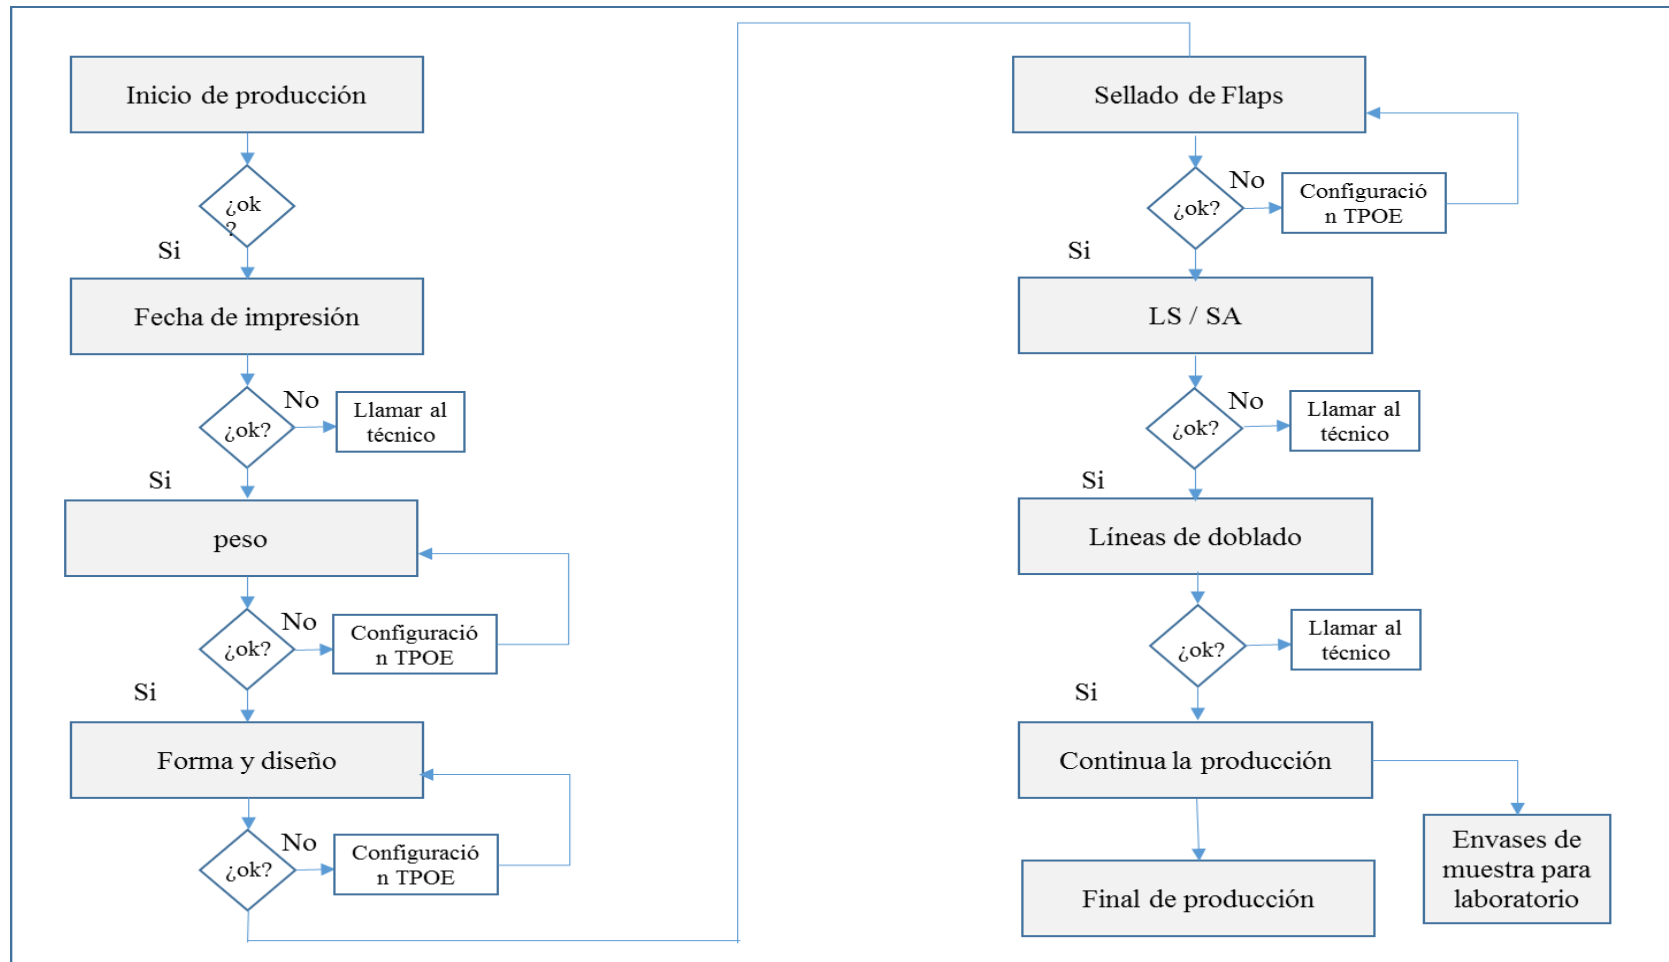 Inicio de producción
¿ok
?
Si
Fecha de impresión
¿ok?
No
Llamar al
técnico
Si
peso
¿ok?
No
Configuració
n TPOE
Si
Forma y diseño
¿ok?
No
Configuració
n TPOE
Sellado de Flaps
¿ok?
No
Configuració
n TPOE
Si
LS / SA
¿ok?
No
Llamar al
técnico
Si
Líneas de doblado
¿ok?
Llamar al
técnico
Si
Continua la producción
Envases de
muestra para
laboratorio
Final de producción